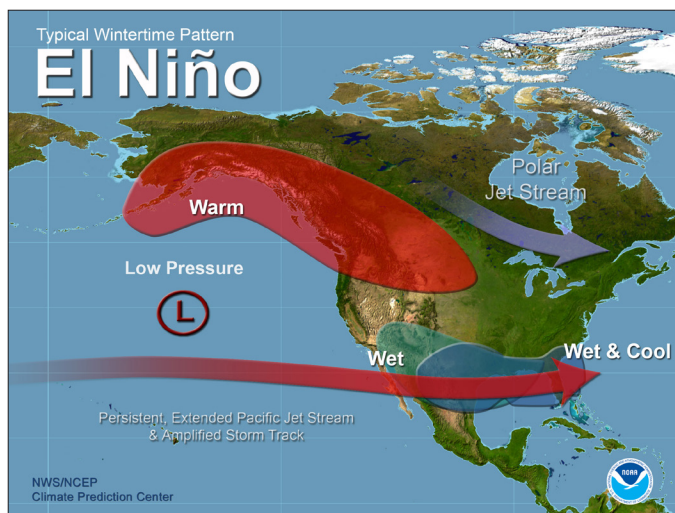 Typical Wintertime Pattern
El Niño
Polar
Jet Stream
Warm
Low Pressure
L
Wet
Wet & Cool
Persistent, Extended Pacific Jet Stream
& Amplified Storm Track
NWS/NCEP
Climate Prediction Center
NOAA